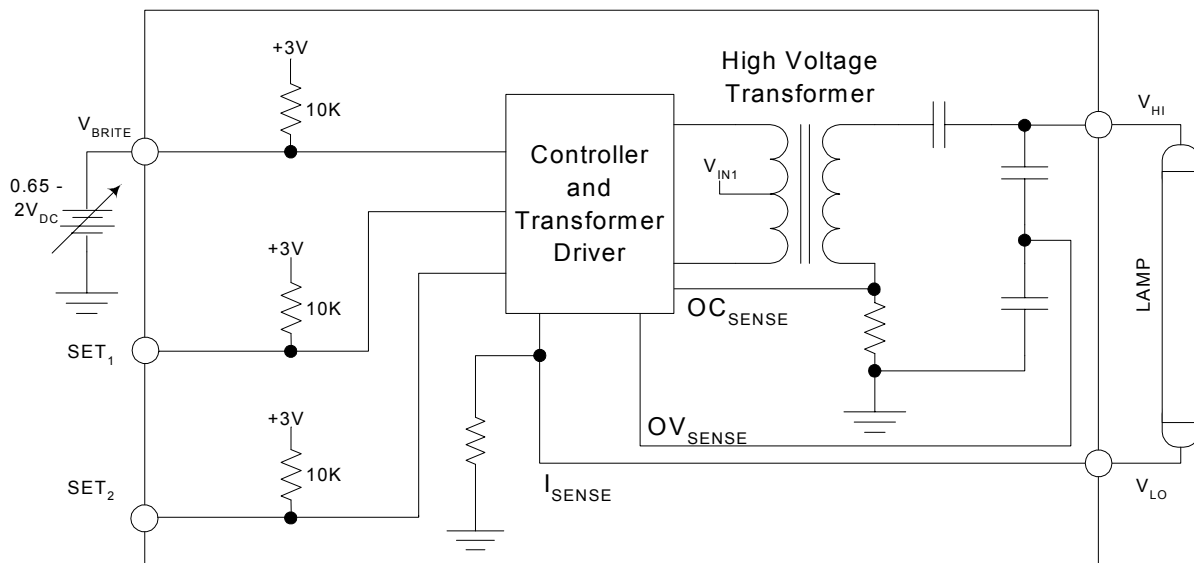 +3V
10K
V_BRITE
0.65 -
2V_DC
+3V
10K
SET_1
+3V
10K
SET_2
Controller
and
Transformer
Driver
High Voltage
Transformer
V_IN1
OC_SENSE
OV_SENSE
I_SENSE
V_HI
LAMP
V_LO